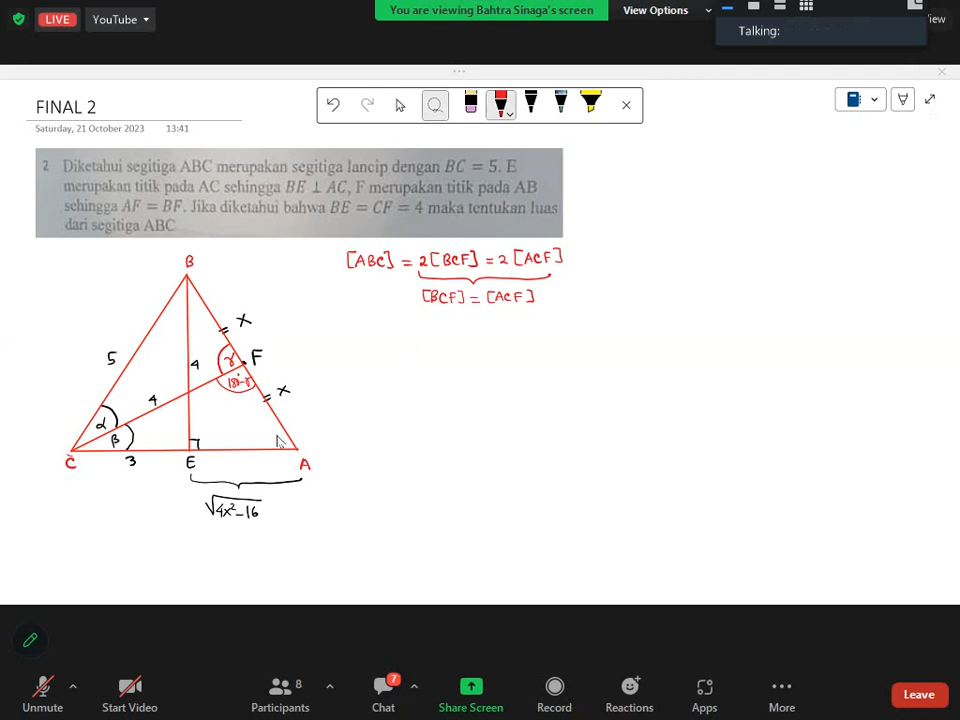 You are viewing Bahtra Sinaga's screen
View Options
LIVE
YouTube
iew
Talking:
FINAL 2
Saturday, 21 October 2023 13:41
2 Diketahui segitiga ABC merupakan segitiga lancip dengan BC = 5. E
merupakan titik pada AC sehingga BE ⊥ AC, F merupakan titik pada AB
sehingga AF = BF. Jika diketahui bahwa BE = CF = 4 maka tentukan luas
dari segitiga ABC
[ABC] = 2[BCF] = 2[ACF]
[BCF] = [ACF]
B
x
5
4
γ
F
180-γ
x
4
α
β
C
3
E
A
√4x²-16
Unmute
Start Video
8
Participants
7
Chat
Share Screen
Record
Reactions
Apps
More
Leave